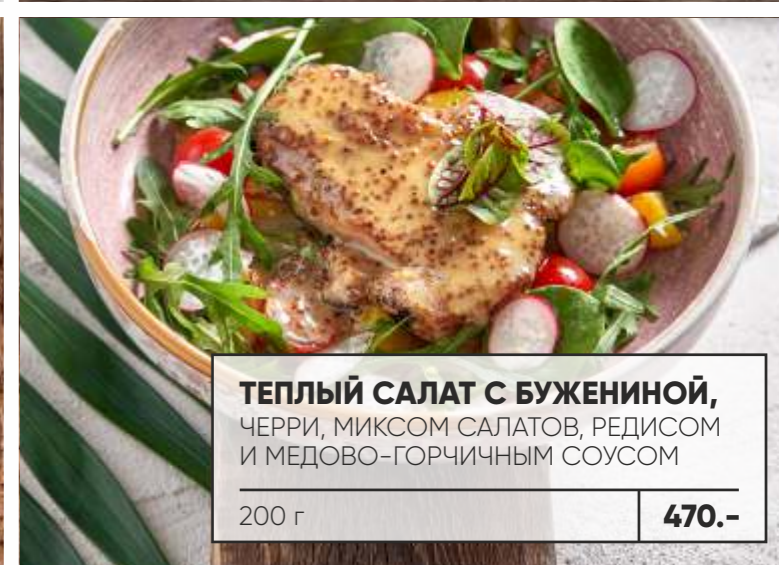 ТЕПЛЫЙ САЛАТ С БУЖЕНИНОЙ,
ЧЕРРИ, МИКСОМ САЛАТОВ, РЕДИСОМ
И МЕДОВО-ГОРЧИЧНЫМ СОУСОМ
200 г
470.-